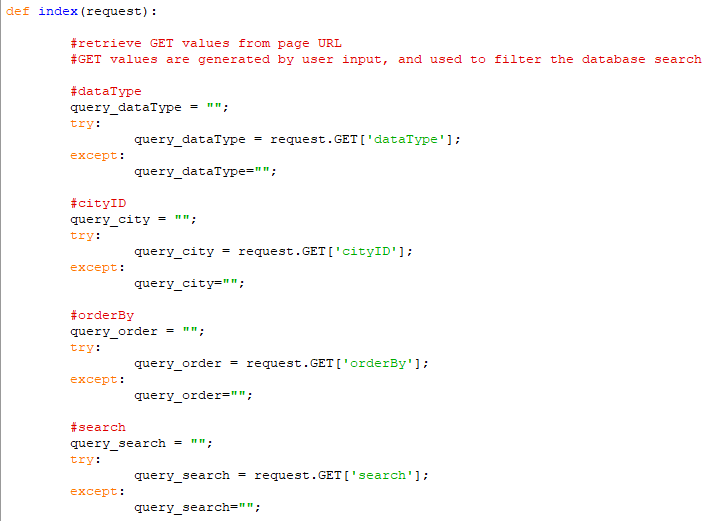 def index(request):
#retrieve GET values from page URL
#GET values are generated by user input, and used to filter the database search
#dataType
query_dataType = "";
try:
query_dataType = request.GET['dataType'];
except:
query_dataType="";
#cityID
query_city = "";
try:
query_city = request.GET['cityID'];
except:
query_city="";
#orderBy
query_order = "";
try:
query_order = request.GET['orderBy'];
except:
query_order="";
#search
query_search = "";
try:
query_search = request.GET['search'];
except:
query_search="";